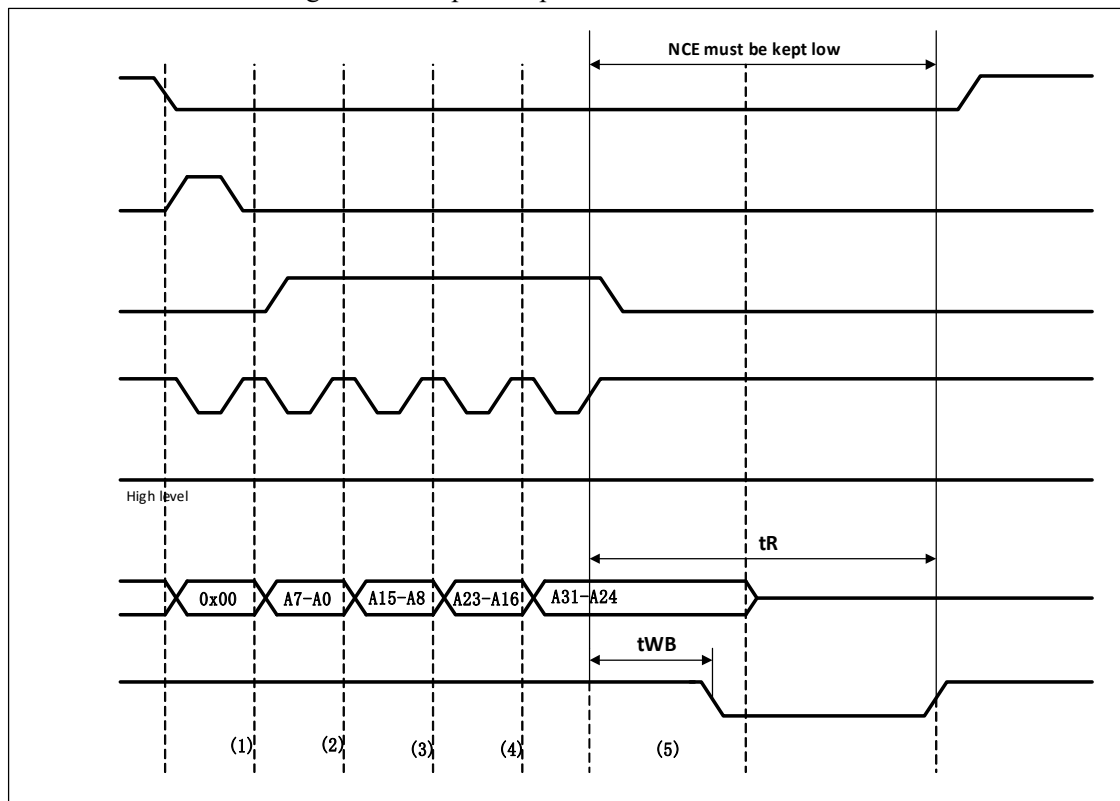 NCE must be kept low
High level
tR
0x00 A7-A0 A15-A8 A23-A16 A31-A24
tWB
(1) (2) (3) (4) (5)